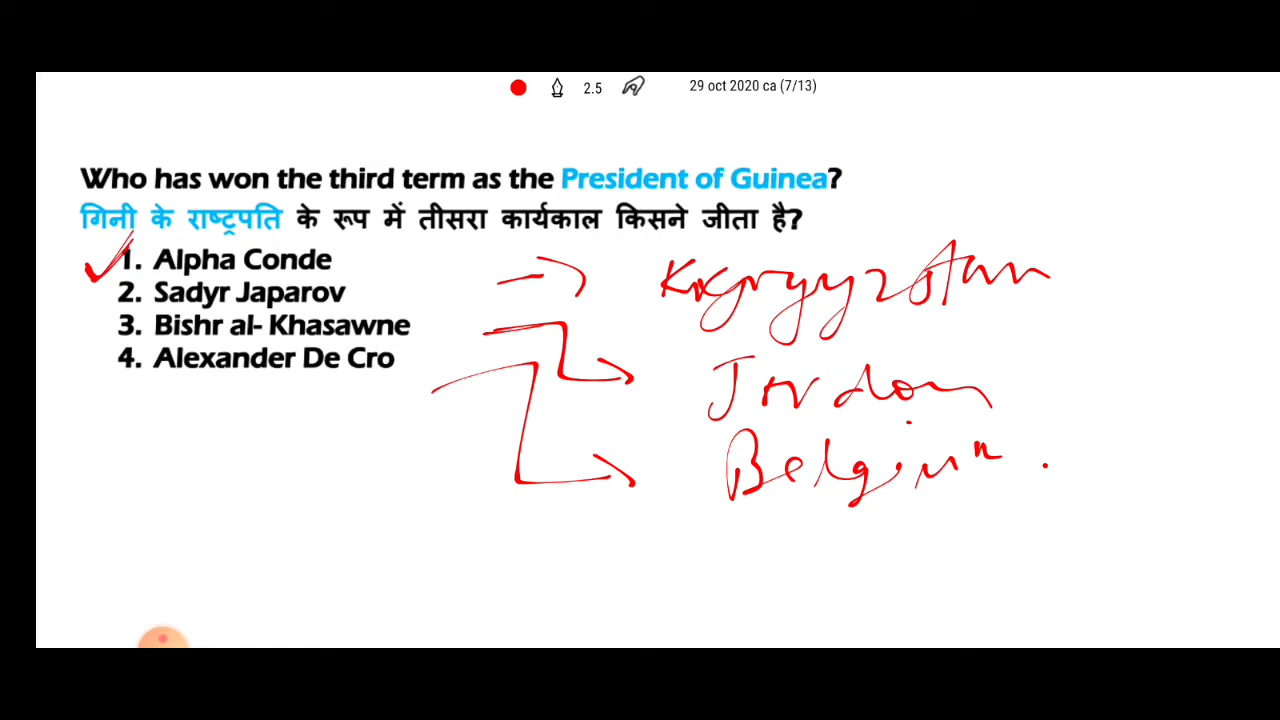 2.5 29 oct 2020 ca (7/13)
Who has won the third term as the President of Guinea?
गिनी के राष्ट्रपति के रूप में तीसरा कार्यकाल किसने जीता है?
1. Alpha Conde
2. Sadyr Japarov
3. Bishr al- Khasawne
4. Alexander De Cro
Jordan
Belgium